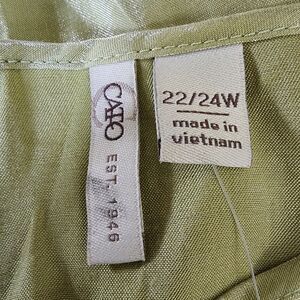 CATO
EST. 1946
22/24W
made in
vietnam